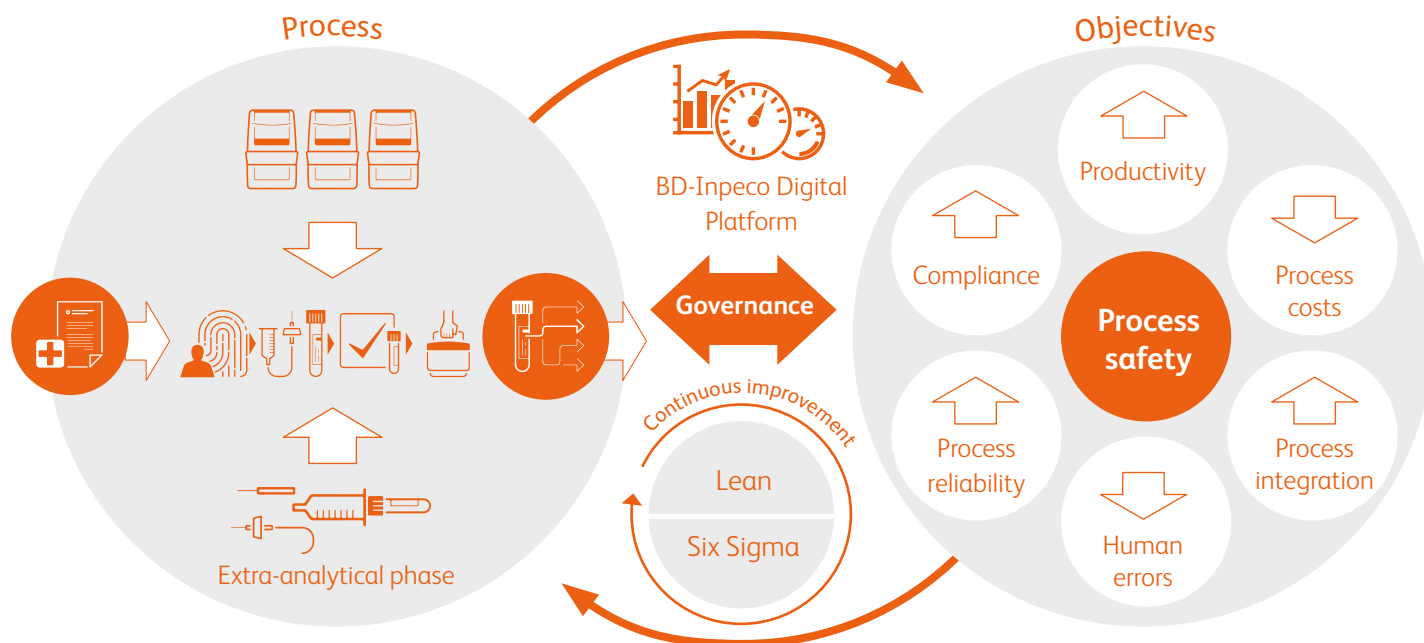 Process
Extra-analytical phase
BD-Inpeco Digital
Platform
Governance
Continuous improvement
Lean
Six Sigma
Objectives
Productivity
Compliance
Process
costs
Process
safety
Process
reliability
Process
integration
Human
errors